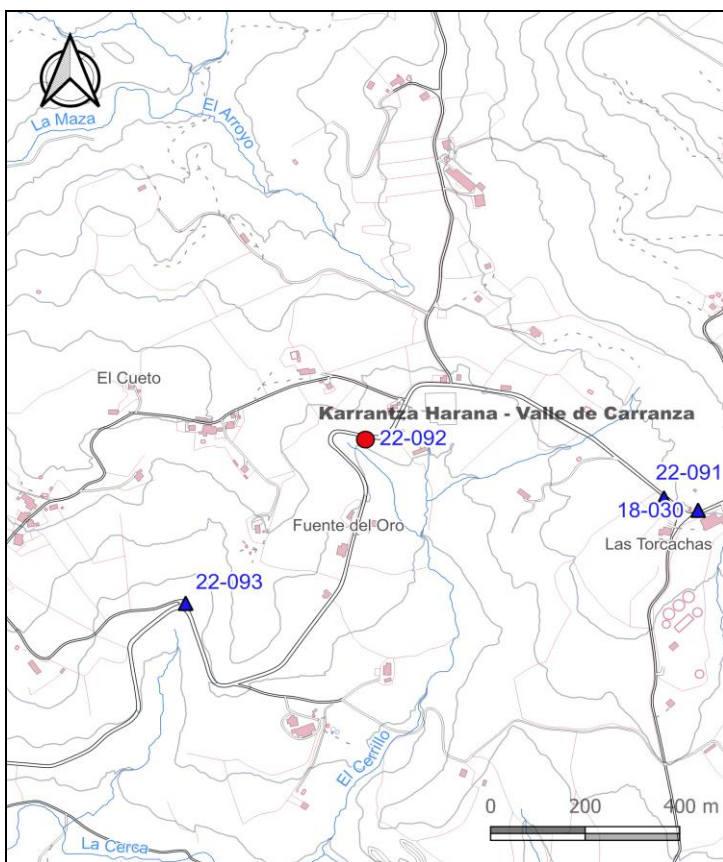 La Maza
El Arroyo
El Cueto
Karrantza Harana - Valle de Carranza
22-092
22-091
18-030
Fuente del Oro
Las Torcachas
22-093
El Cerrillo
La Cerca
0 200 400 m